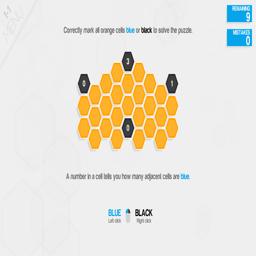 REMAINING
9
MISTAKES
0
Correctly mark all orange cells blue or black to solve the puzzle.
3
0
1
0
A number in a cell tells you how many adjacent cells are blue.
BLUE
BLACK
Left click
Right click